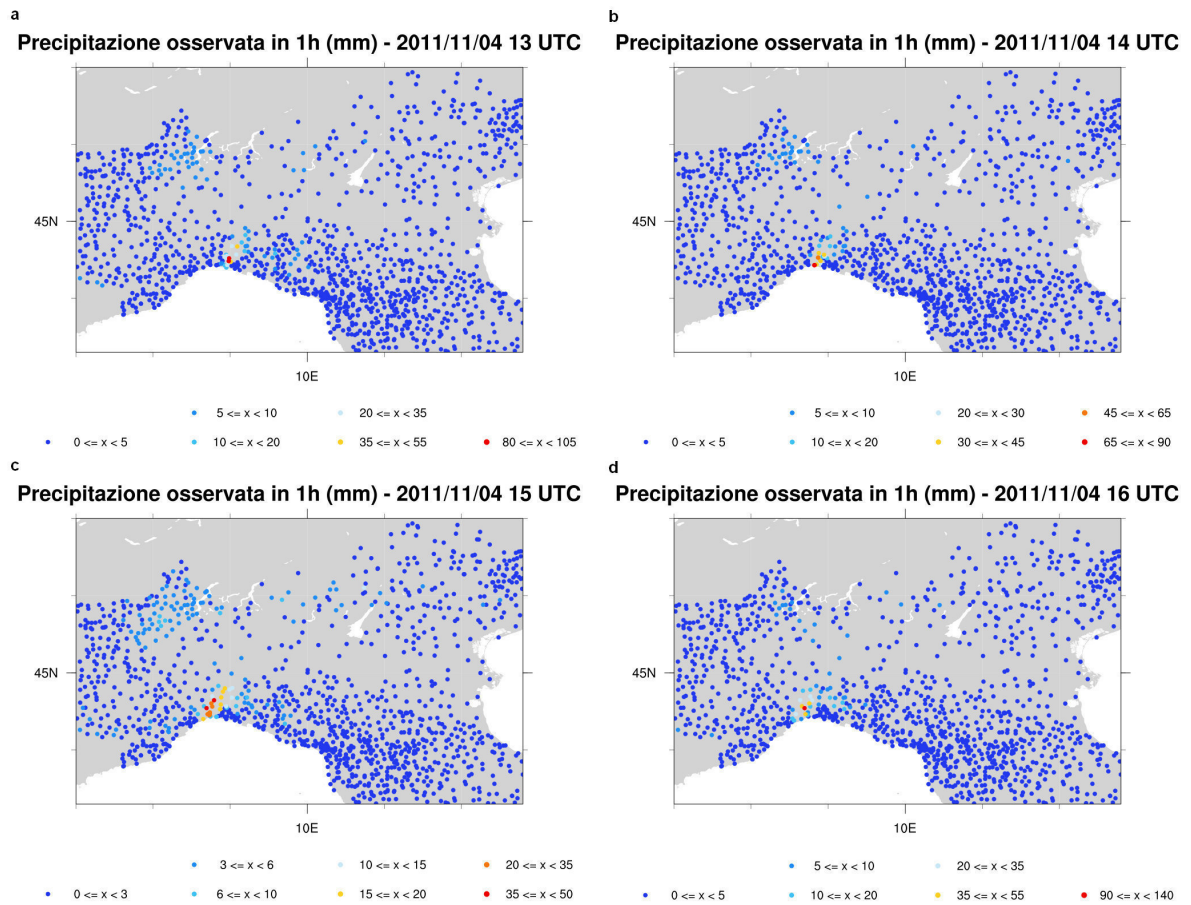 a
Precipitazione osservata in 1h (mm) - 2011/11/04 13 UTC
45N
10E
5 <= x < 10
20 <= x < 35
0 <= x < 5
10 <= x < 20
35 <= x < 55
80 <= x < 105
b
Precipitazione osservata in 1h (mm) - 2011/11/04 14 UTC
45N
10E
5 <= x < 10
20 <= x < 30
45 <= x < 65
0 <= x < 5
10 <= x < 20
30 <= x < 45
65 <= x < 90
c
Precipitazione osservata in 1h (mm) - 2011/11/04 15 UTC
45N
10E
3 <= x < 6
10 <= x < 15
20 <= x < 35
0 <= x < 3
6 <= x < 10
15 <= x < 20
35 <= x < 50
d
Precipitazione osservata in 1h (mm) - 2011/11/04 16 UTC
45N
10E
5 <= x < 10
20 <= x < 35
0 <= x < 5
10 <= x < 20
35 <= x < 55
90 <= x < 140